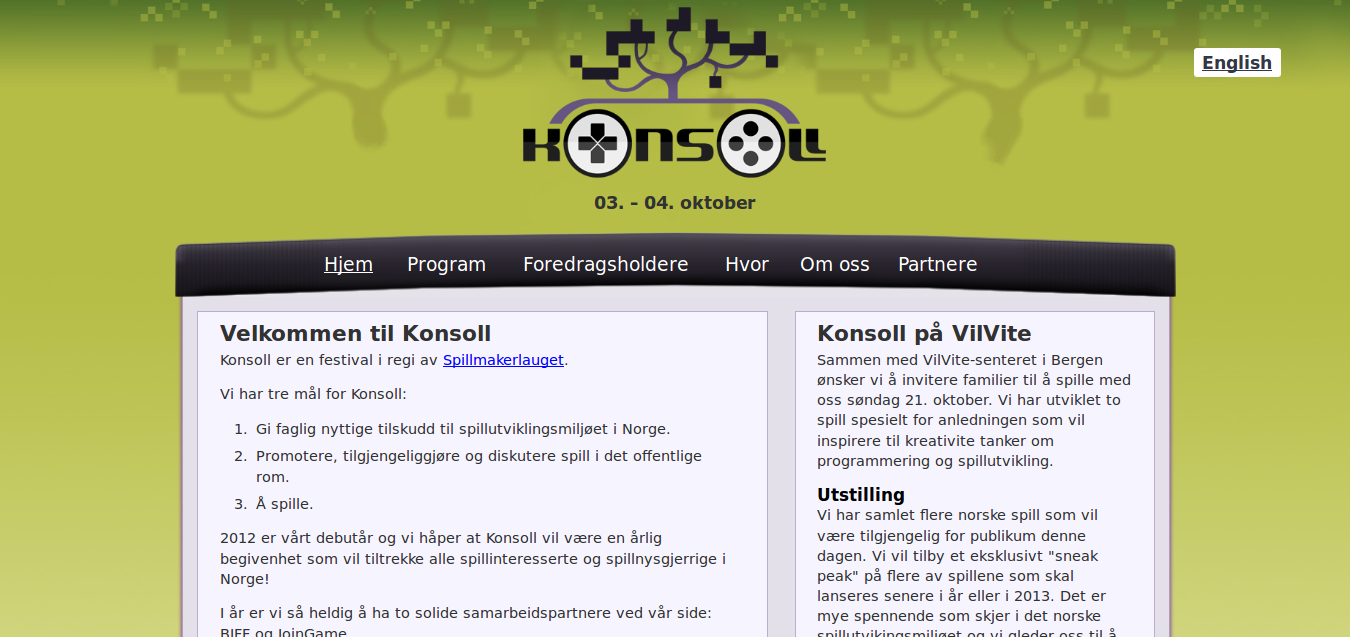 English
KONSOLL
03. – 04. oktober
Hjem Program Foredragsholdere Hvor Om oss Partnere
Velkommen til Konsoll
Konsoll er en festival i regi av Spillmakerlauget.
Vi har tre mål for Konsoll:
1. Gi faglig nyttige tilskudd til spillutviklingsmiljøet i Norge.
2. Promotere, tilgjengeliggjøre og diskutere spill i det offentlige
rom.
3. Å spille.
2012 er vårt debutår og vi håper at Konsoll vil være en årlig
begivenhet som vil tiltrekke alle spillinteresserte og spillnysgjerrige i
Norge!
I år er vi så heldig å ha to solide samarbeidspartnere ved vår side:
BIFF og JoinGame
Konsoll på VilVite
Sammen med VilVite-senteret i Bergen
ønsker vi å invitere familier til å spille med
oss søndag 21. oktober. Vi har utviklet to
spill spesielt for anledningen som vil
inspirere til kreativite tanker om
programmering og spillutvikling.
Utstilling
Vi har samlet flere norske spill som vil
være tilgjengelig for publikum denne
dagen. Vi vil tilby et eksklusivt "sneak
peak" på flere av spillene som skal
lanseres senere i år eller i 2013. Det er
mye spennende som skjer i det norske
spillutvikingsmiljøet og vi gleder oss til å